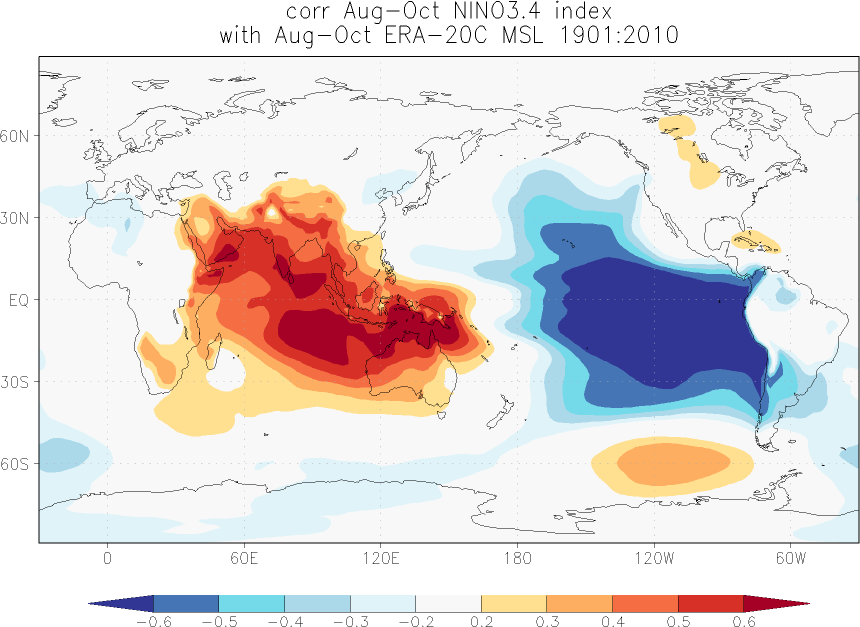 corr Aug-Oct NINO3.4 index
with Aug-Oct ERA-20C MSL 1901:2010
60N
30N
EQ
30S
60S
0 60E 120E 180 120W 60W
-0.6 -0.5 -0.4 -0.3 -0.2 0.2 0.3 0.4 0.5 0.6